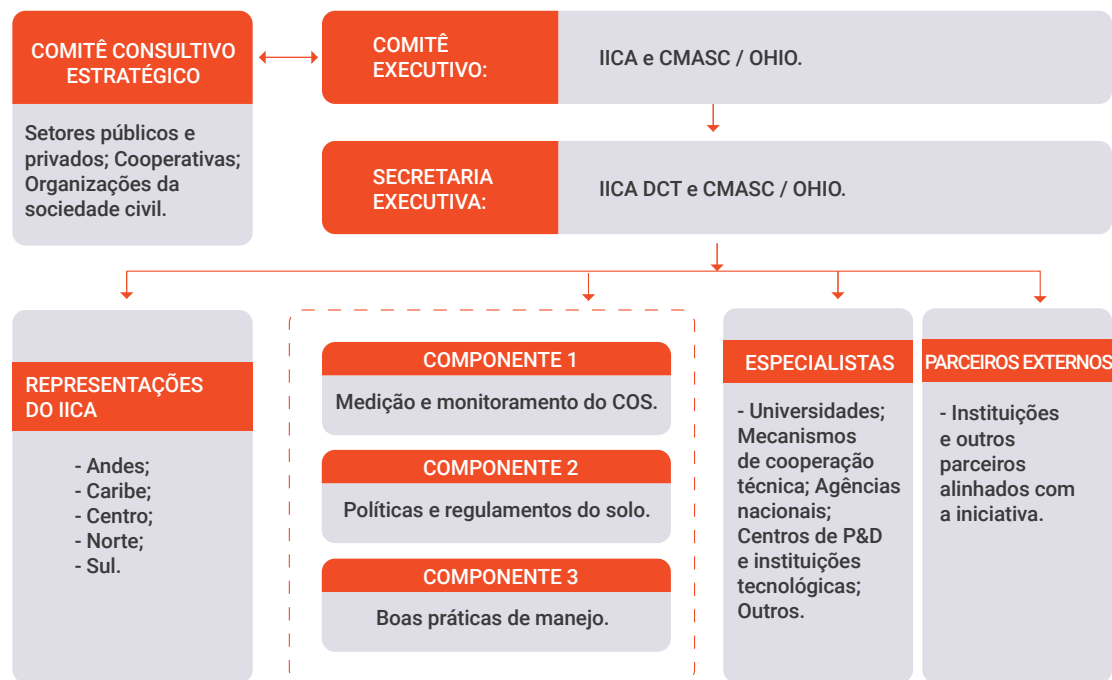 COMITÊ CONSULTIVO
ESTRATÉGICO
Setores públicos e
privados; Cooperativas;
Organizações da
sociedade civil.
COMITÊ
EXECUTIVO:
IICA e CMASC / OHIO.
SECRETARIA
EXECUTIVA:
IICA DCT e CMASC / OHIO.
REPRESENTAÇÕES
DO IICA
- Andes;
- Caribe;
- Centro;
- Norte;
- Sul.
COMPONENTE 1
Medição e monitoramento do COS.
COMPONENTE 2
Políticas e regulamentos do solo.
COMPONENTE 3
Boas práticas de manejo.
ESPECIALISTAS
- Universidades;
Mecanismos
de cooperação
técnica; Agências
nacionais;
Centros de P&D
e instituições
tecnológicas;
Outros.
PARCEIROS EXTERNOS
- Instituições
e outros
parceiros
alinhados com
a iniciativa.